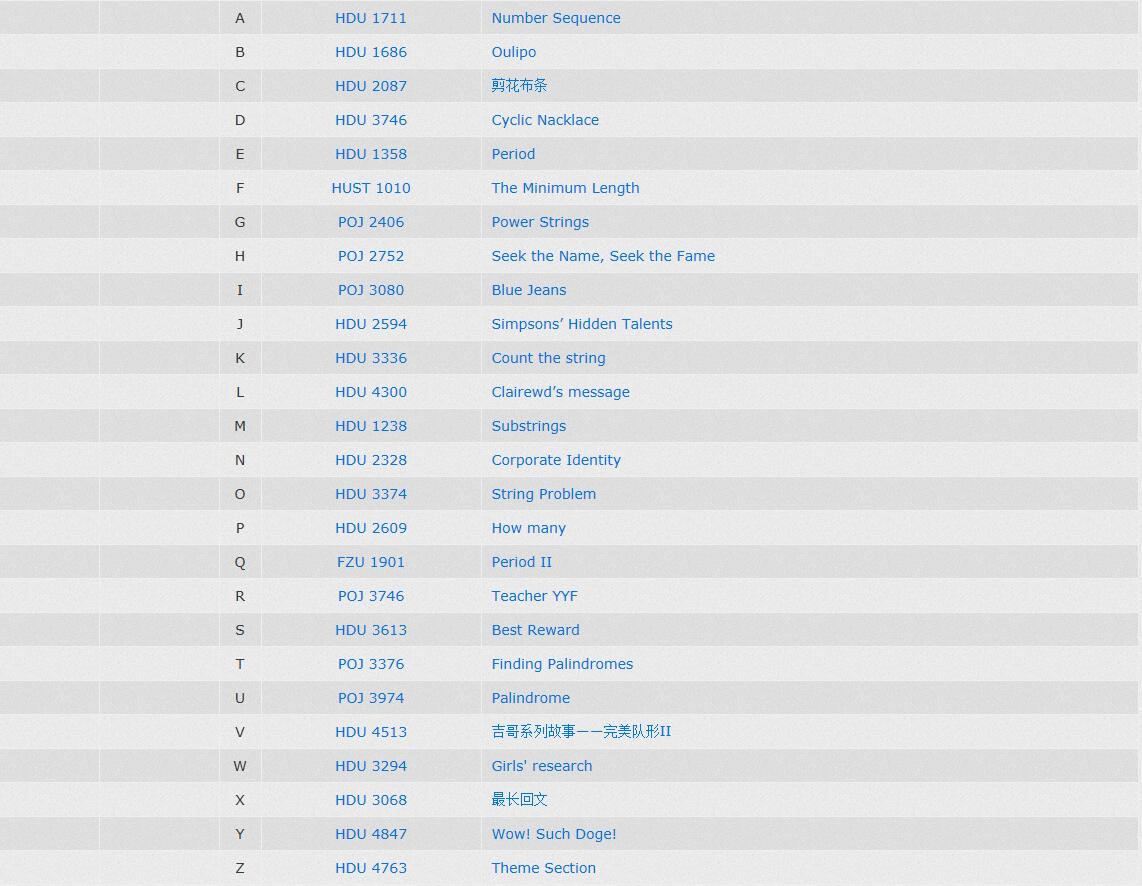 A HDU 1711 Number Sequence
B HDU 1686 Oulipo
C HDU 2087 剪花布条
D HDU 3746 Cyclic Nacklace
E HDU 1358 Period
F HUST 1010 The Minimum Length
G POJ 2406 Power Strings
H POJ 2752 Seek the Name, Seek the Fame
I POJ 3080 Blue Jeans
J HDU 2594 Simpsons’ Hidden Talents
K HDU 3336 Count the string
L HDU 4300 Clairewd’s message
M HDU 1238 Substrings
N HDU 2328 Corporate Identity
O HDU 3374 String Problem
P HDU 2609 How many
Q FZU 1901 Period II
R POJ 3746 Teacher YYF
S HDU 3613 Best Reward
T POJ 3376 Finding Palindromes
U POJ 3974 Palindrome
V HDU 4513 吉哥系列故事——完美队形II
W HDU 3294 Girls' research
X HDU 3068 最长回文
Y HDU 4847 Wow! Such Doge!
Z HDU 4763 Theme Section